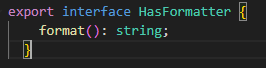 export interface HasFormatter {
    format(): string;
  }